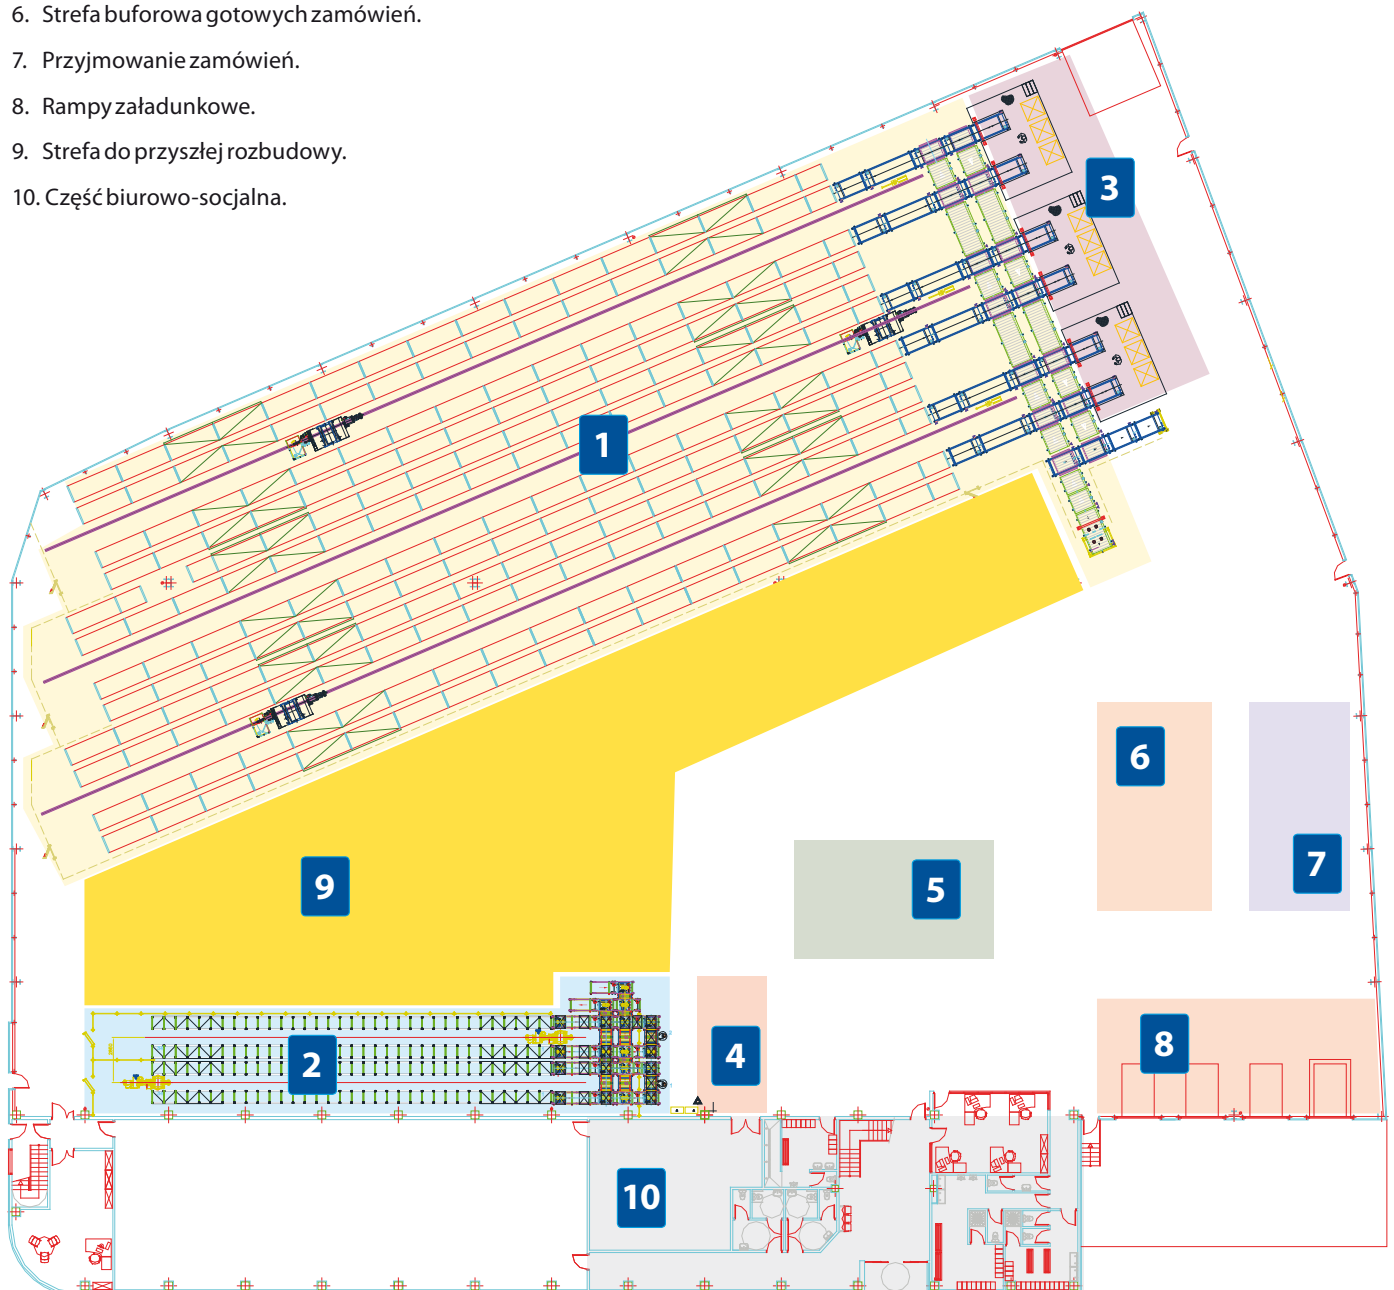 6. Strefa buforowa gotowych zamówień.
7. Przyjmowanie zamówień.
8. Rampy załadunkowe.
9. Strefa do przyszłej rozbudowy.
10. Część biurowo-socjalna.
3
1
6
7
9
5
2
4
8
10